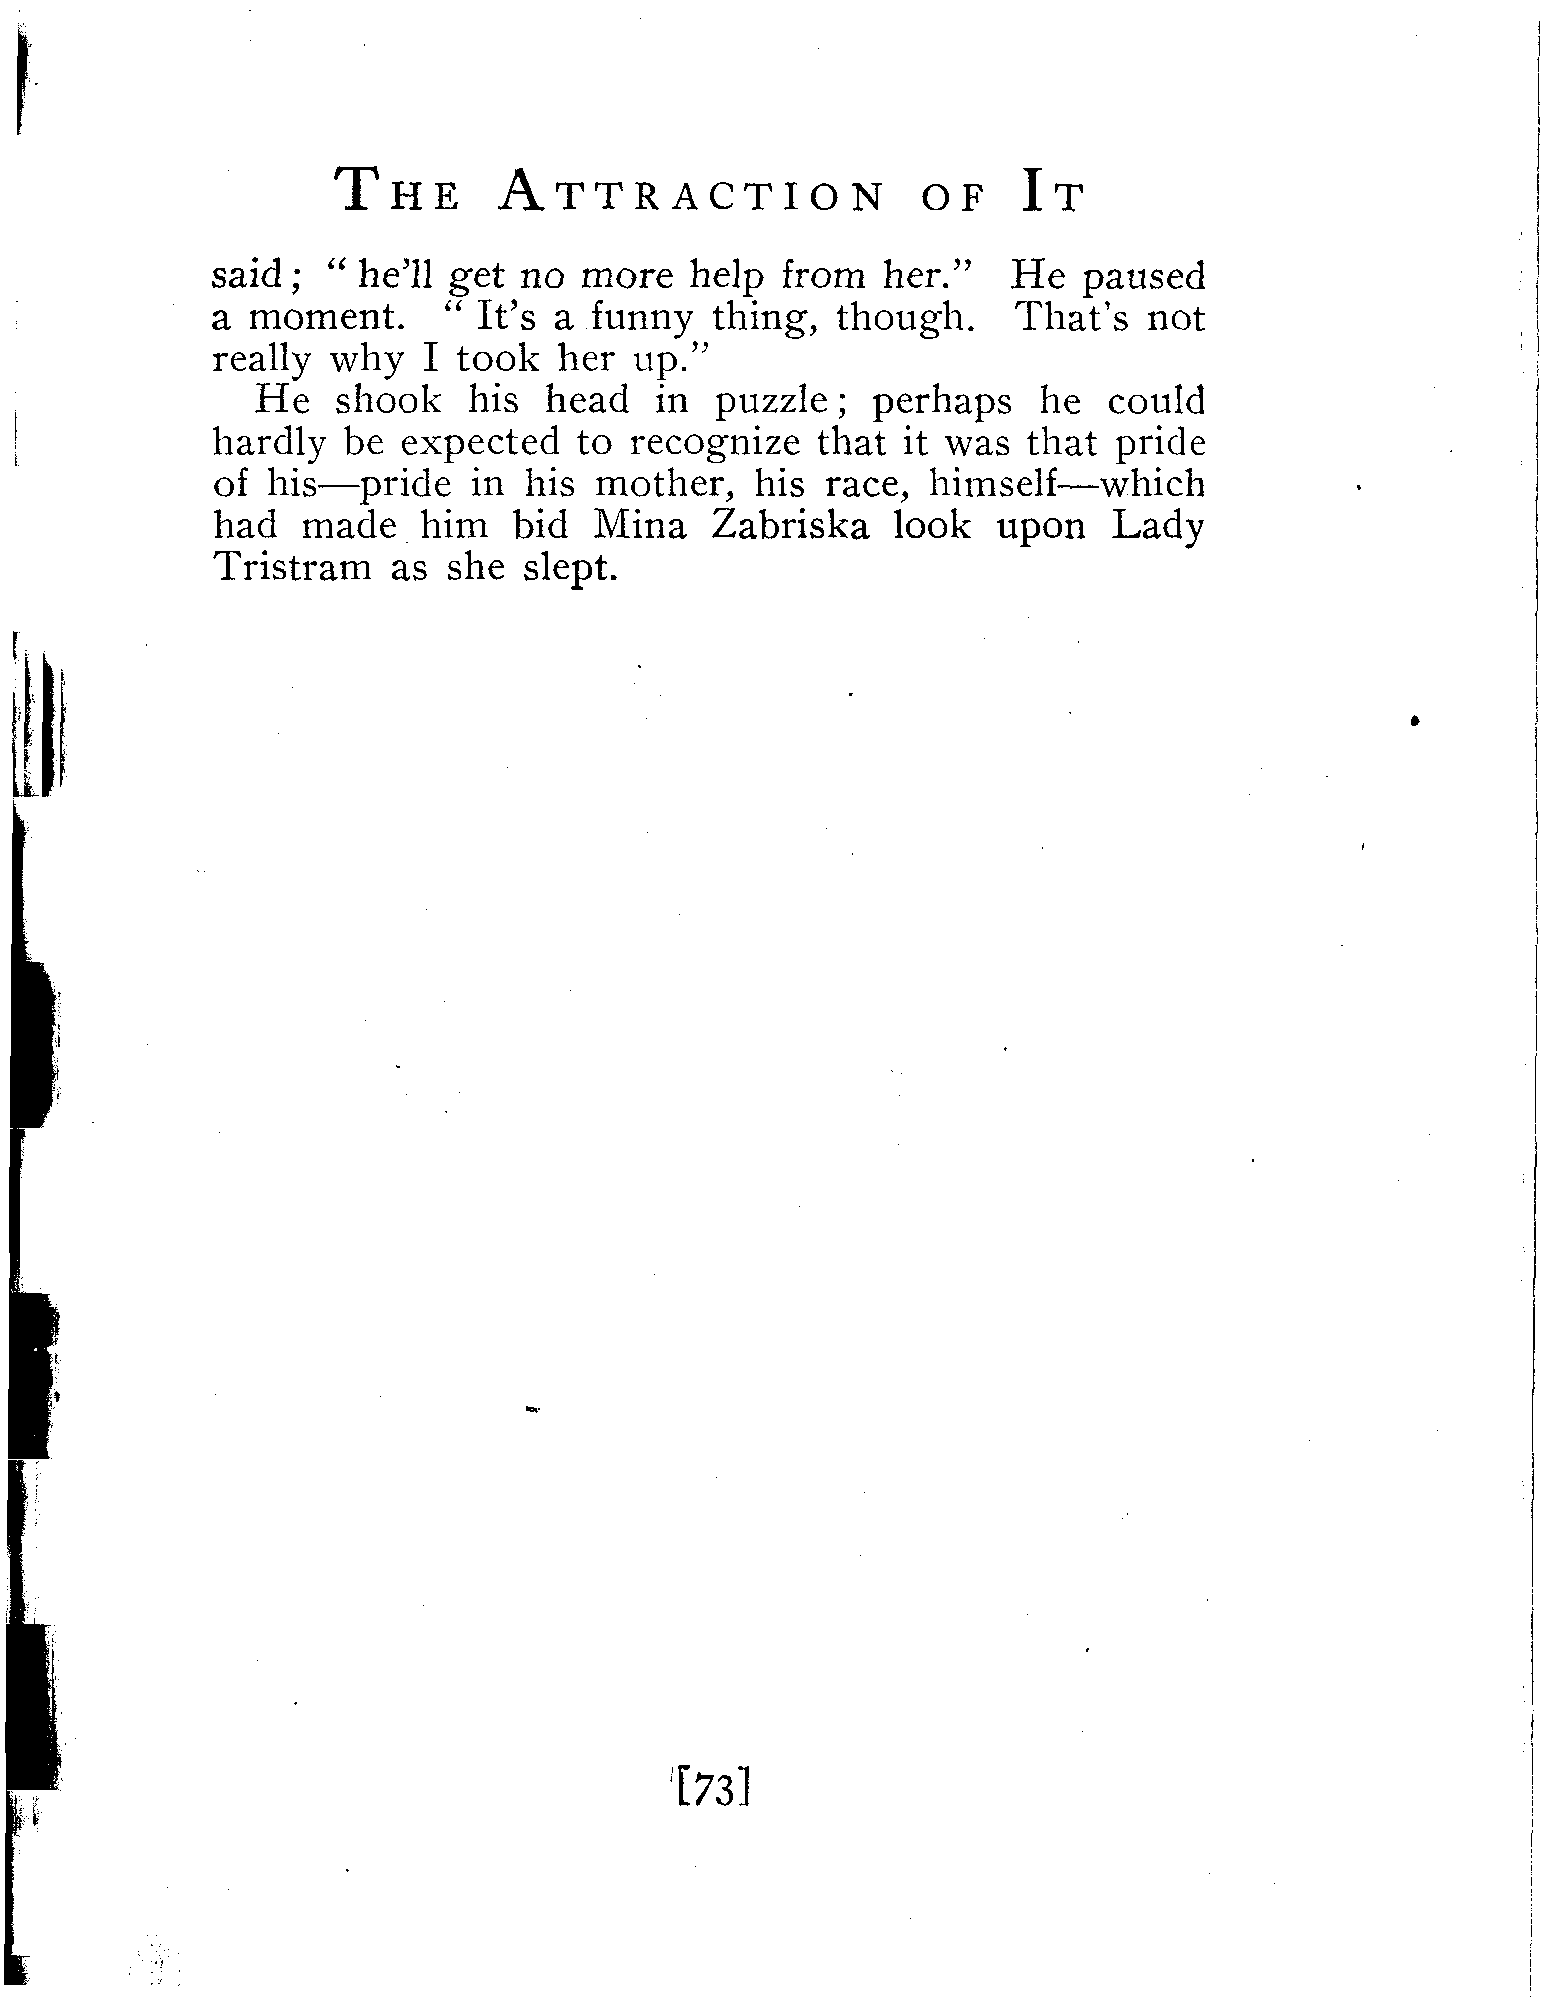 The Attraction of It
said; "he'll get no more help from her." He paused
a moment. "It's a funny thing, though. That's not
really why I took her up."
He shook his head in puzzle; perhaps he could
hardly be expected to recognize that it was that pride
of his—pride in his mother, his race, himself—which
had made him bid Mina Zabriska look upon Lady
Tristram as she slept.
[73]